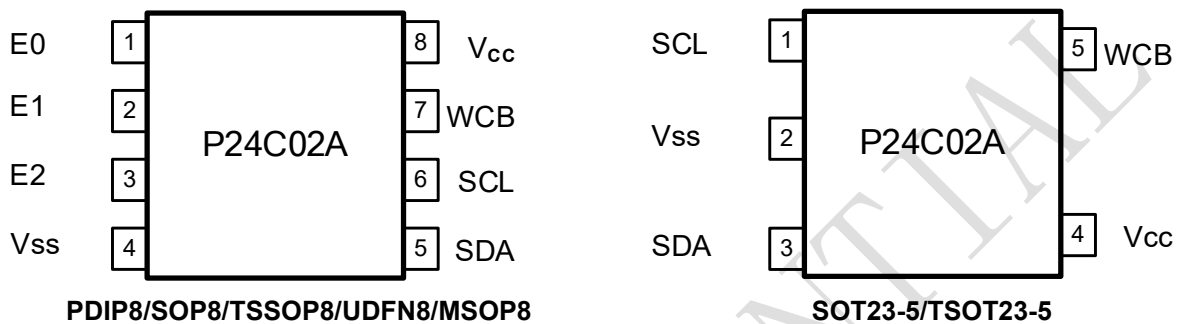 E0 1 8 Vcc
E1 2 7 WCB
P24C02A
E2 3 6 SCL
Vss 4 5 SDA
PDIP8/SOP8/TSSOP8/UDFN8/MSOP8
SCL 1 5 WCB
Vss 2 P24C02A
SDA 3 4 Vcc
SOT23-5/TSOT23-5
NTIAL